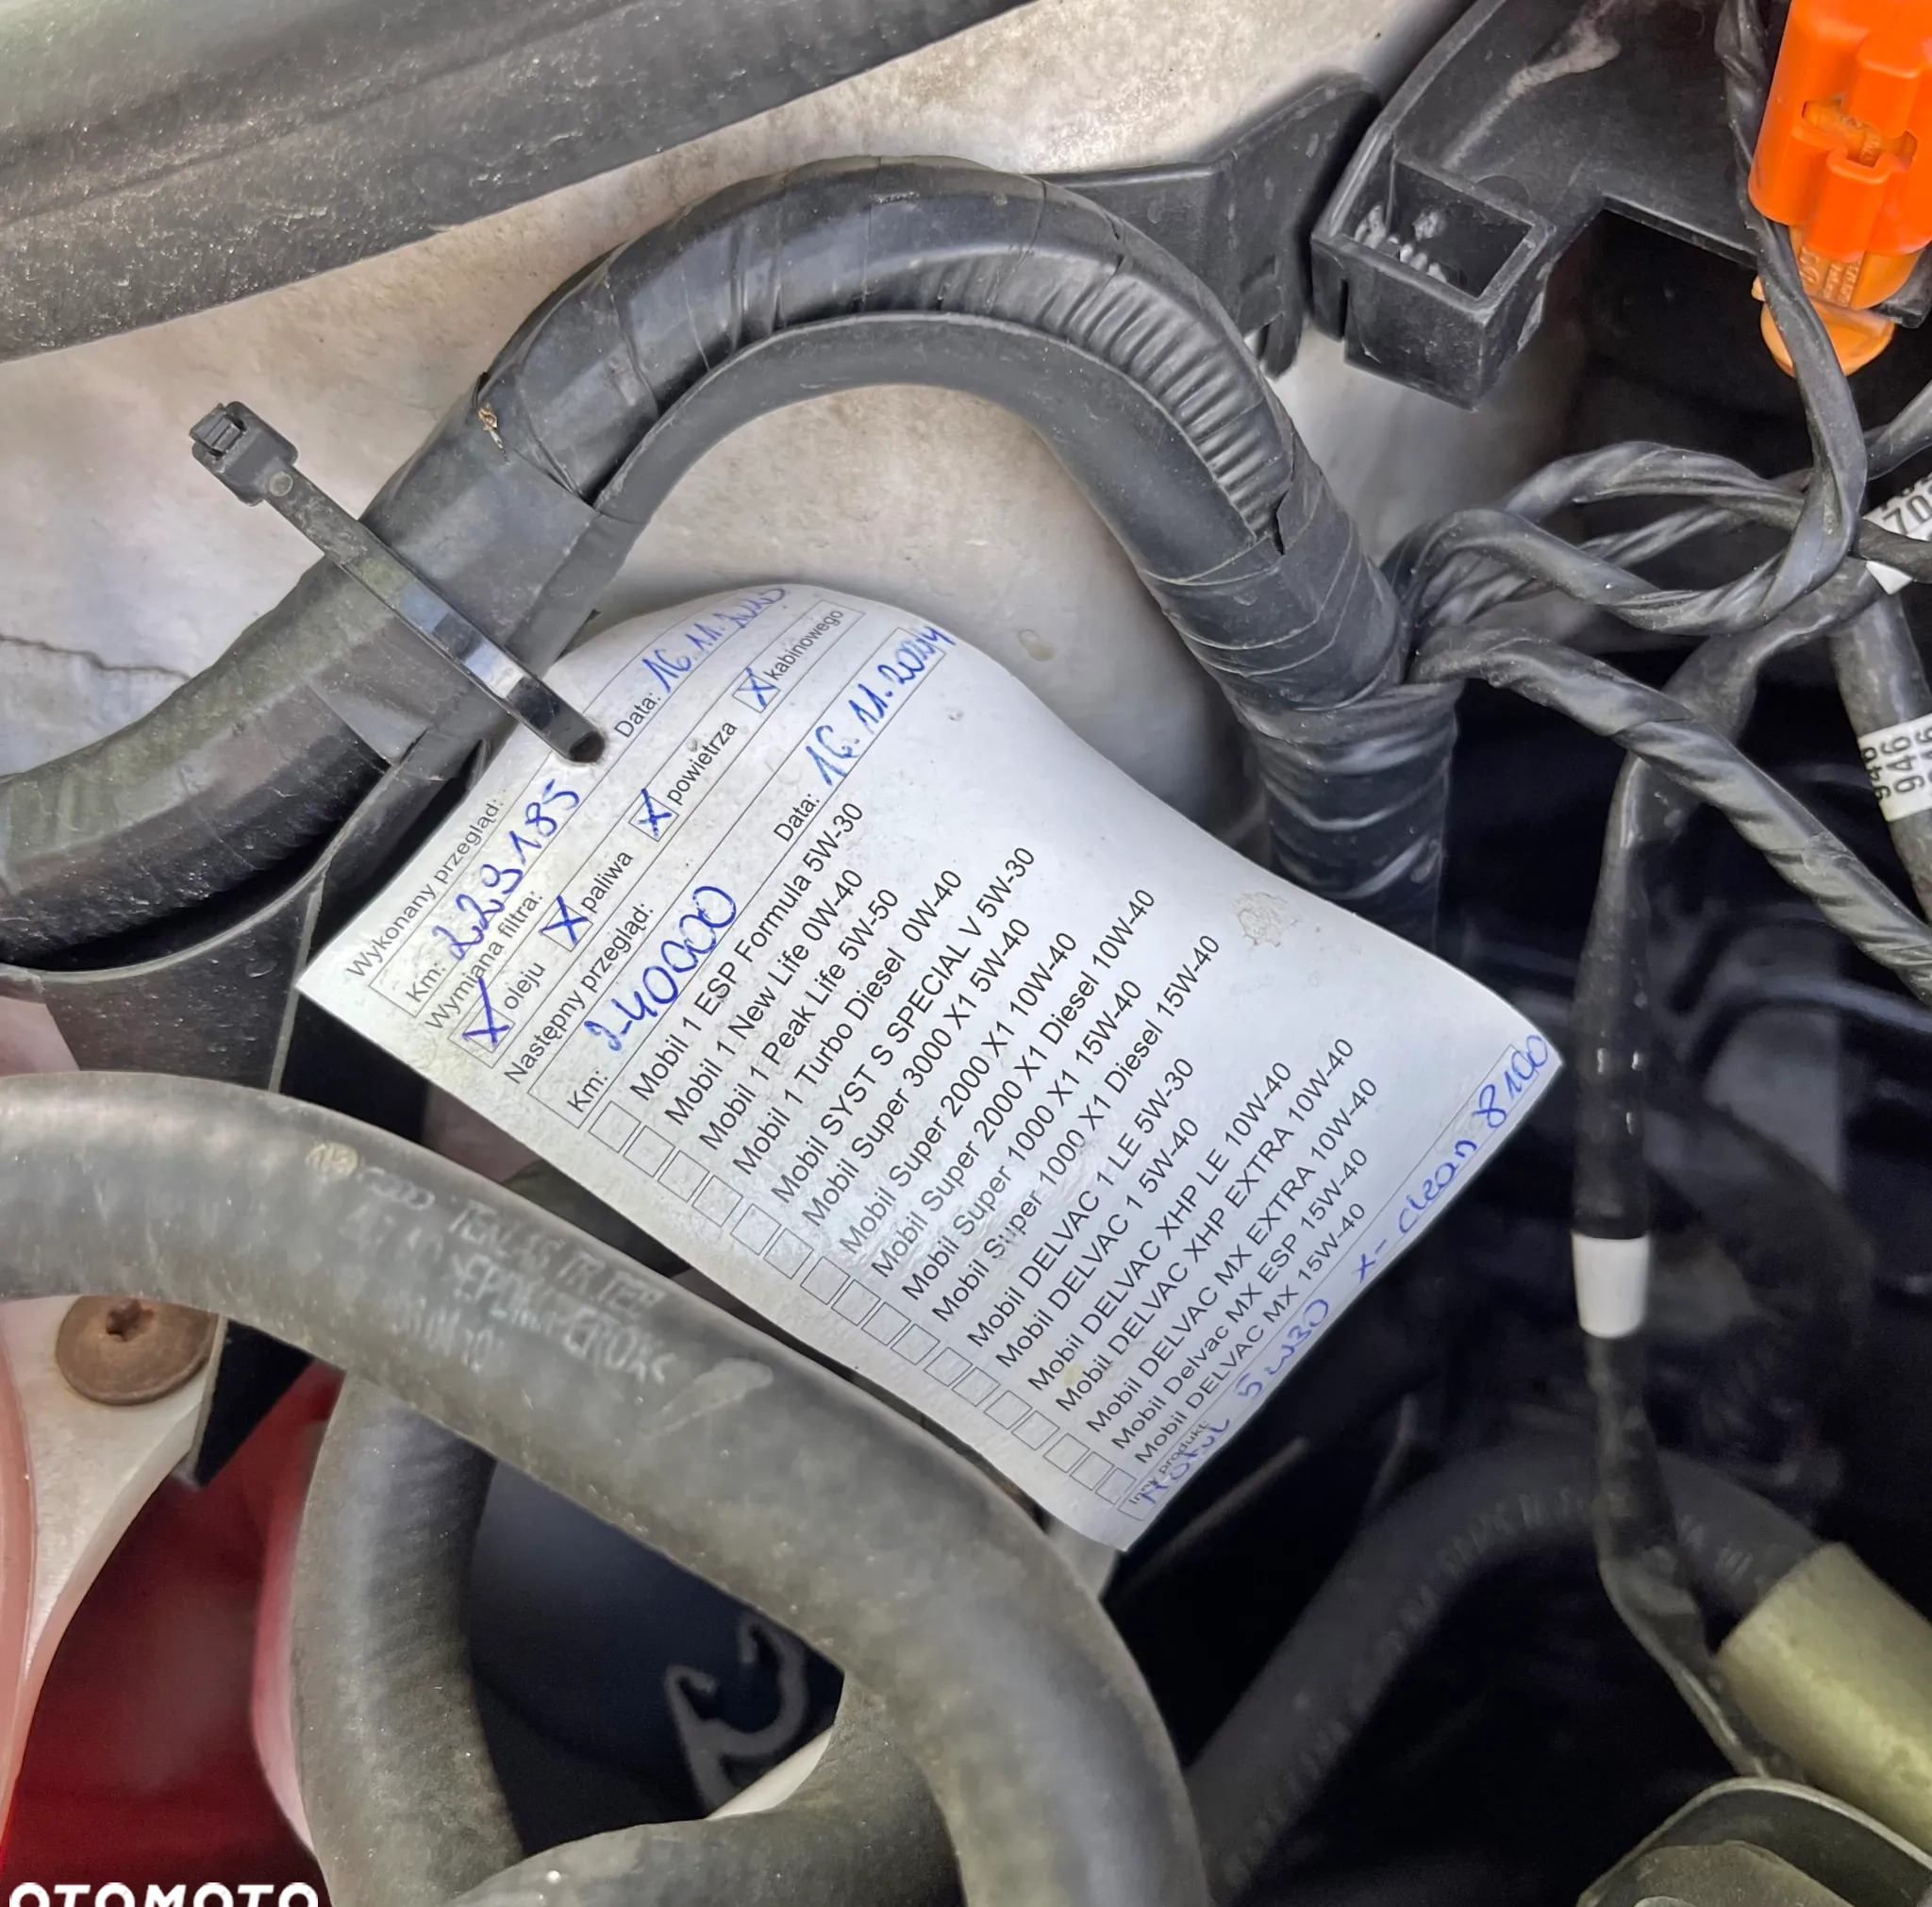 Wykonany przegląd:
Km: 229185 Data: 16.11.2023
Wymiana filtra:
X oleju X paliwa X powietrza X kabinowego
Następny przegląd:
Km: 240000 Data: 16.11.2024
Mobil 1 ESP Formula 5W-30
Mobil 1 New Life 0W-40
Mobil 1 Peak Life 5W-50
Mobil 1 Turbo Diesel 0W-40
Mobil SYST S SPECIAL V 5W-30
Mobil Super 3000 X1 5W-40
Mobil Super 2000 X1 10W-40
Mobil Super 2000 X1 Diesel 10W-40
Mobil Super 1000 X1 15W-40
Mobil Super 1000 X1 Diesel 15W-40
Mobil DELVAC 1 LE 5W-30
Mobil DELVAC 1 5W-40
Mobil DELVAC XHP LE 10W-40
Mobil DELVAC XHP EXTRA 10W-40
Mobil DELVAC MX EXTRA 10W-40
Mobil Delvac MX ESP 15W-40
Mobil DELVAC MX 15W-40
Inny produkt:
Motul 5W30 X-clean 8100
946
OTOMOTO